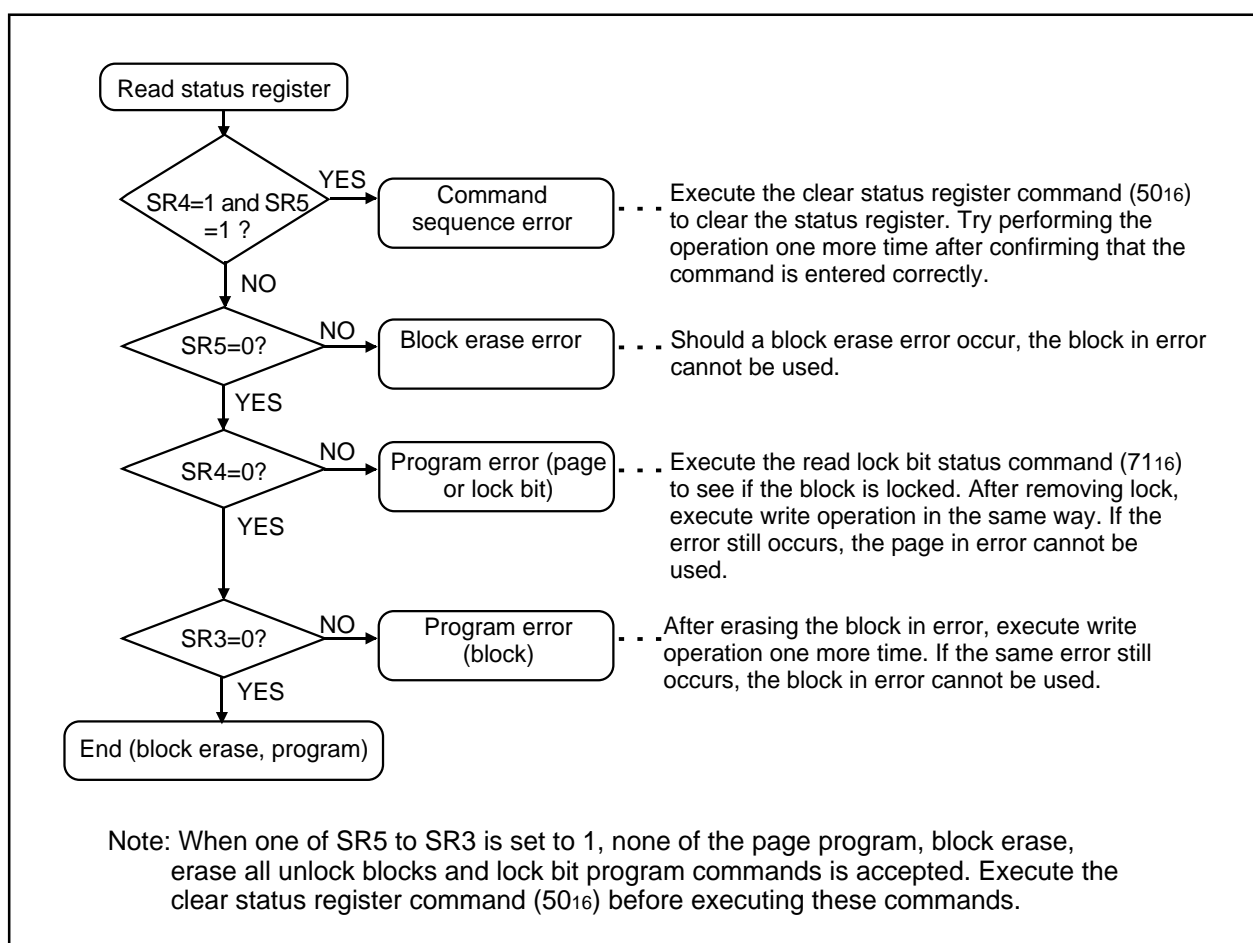 Read status register
SR4=1 and SR5
=1 ?
YES
Command
sequence error
Execute the clear status register command (5016)
to clear the status register. Try performing the
operation one more time after confirming that the
command is entered correctly.
NO
SR5=0?
NO
Block erase error
Should a block erase error occur, the block in error
cannot be used.
YES
SR4=0?
NO
Program error (page
or lock bit)
Execute the read lock bit status command (7116)
to see if the block is locked. After removing lock,
execute write operation in the same way. If the
error still occurs, the page in error cannot be
used.
YES
SR3=0?
NO
Program error
(block)
After erasing the block in error, execute write
operation one more time. If the same error still
occurs, the block in error cannot be used.
YES
End (block erase, program)
Note: When one of SR5 to SR3 is set to 1, none of the page program, block erase,
erase all unlock blocks and lock bit program commands is accepted. Execute the
clear status register command (5016) before executing these commands.